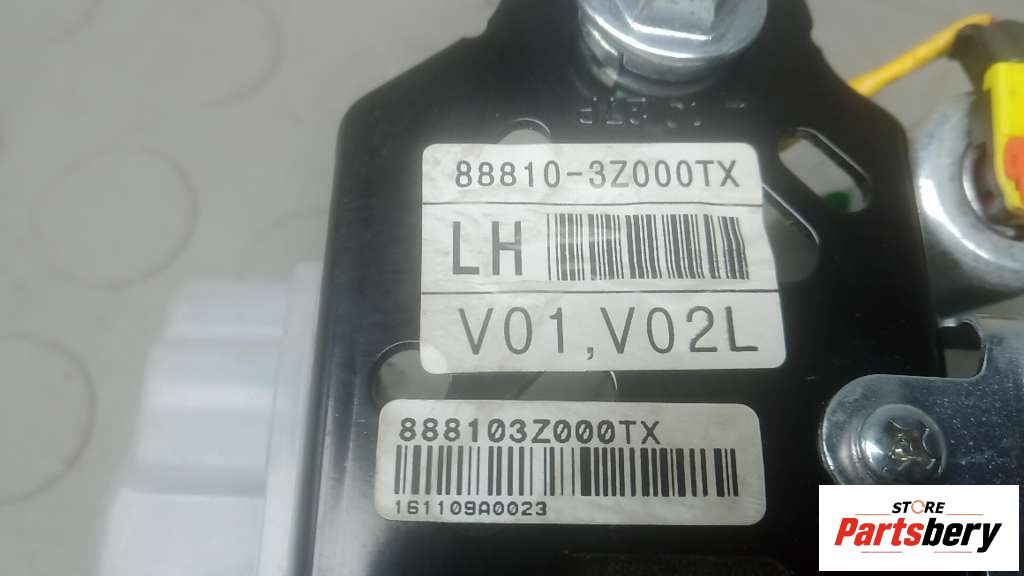 88810-3Z000TX
LH
V01,V02L
888103Z000TX
161109A0023
STORE
Partsbery